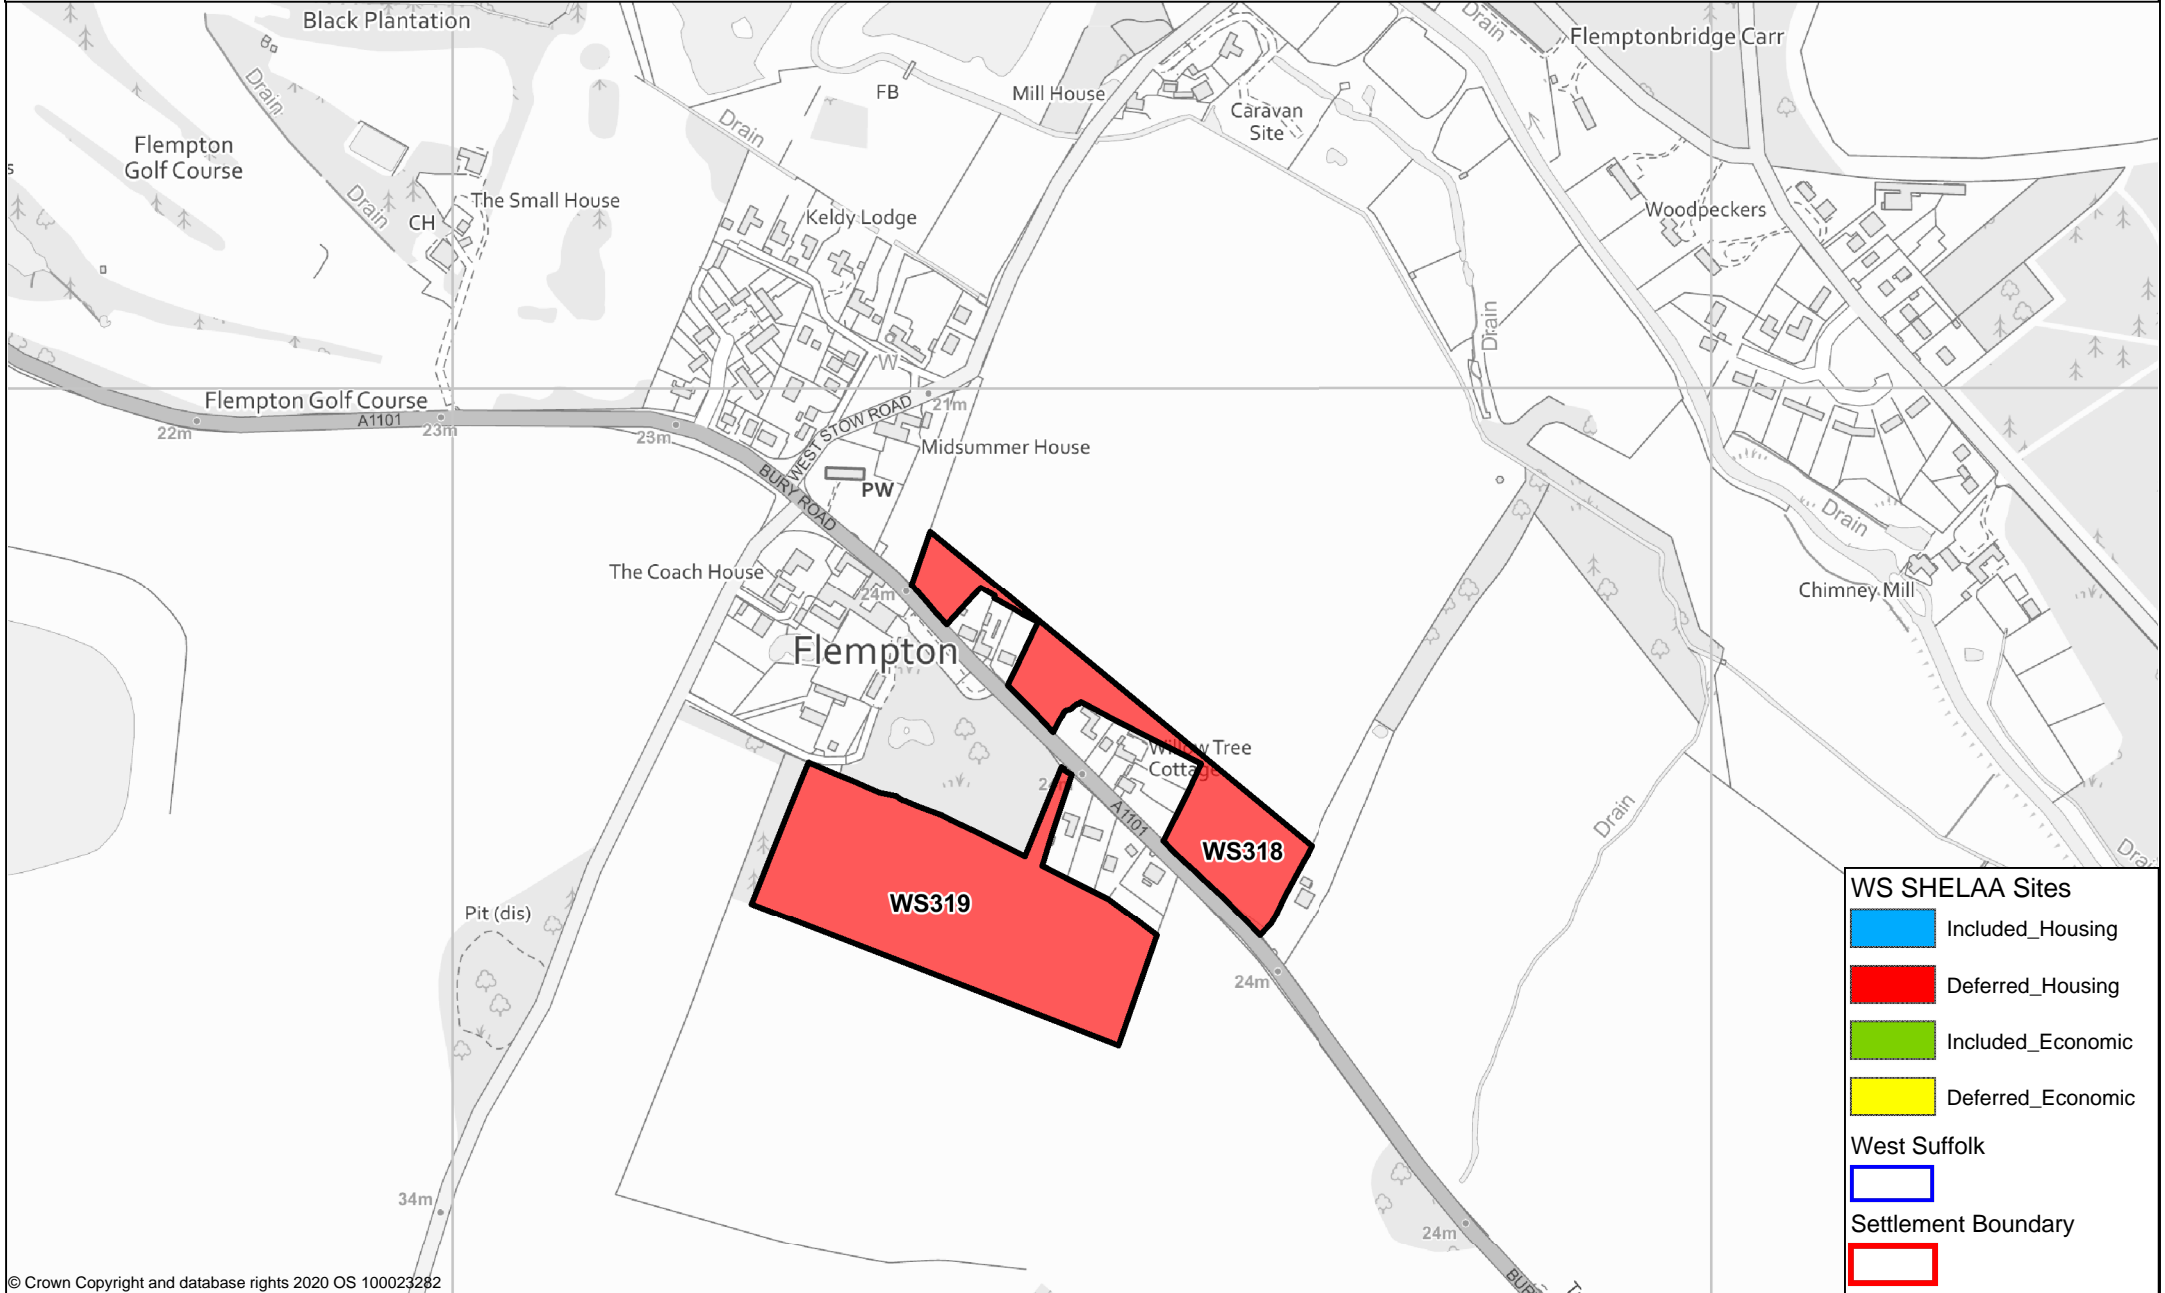 Black Plantation
Drain
Flemptonbridge Carr
Drain
FB
Mill House
Caravan
Site
Drain
Flempton
Golf Course
Drain
The Small House
CH
Keldy Lodge
Woodpeckers
Drain
W
Flempton Golf Course
A1101
22m
23m
23m
WEST STOW ROAD
21m
Midsummer House
BURY ROAD
PW
Drain
The Coach House
24m
Chimney Mill
Flempton
Willow Tree
Cottage
24m
A1101
Drain
WS318
WS319
Pit (dis)
24m
34m
24m
WS SHELAA Sites
Included_Housing
Deferred_Housing
Included_Economic
Deferred_Economic
West Suffolk
Settlement Boundary
© Crown Copyright and database rights 2020 OS 100023282